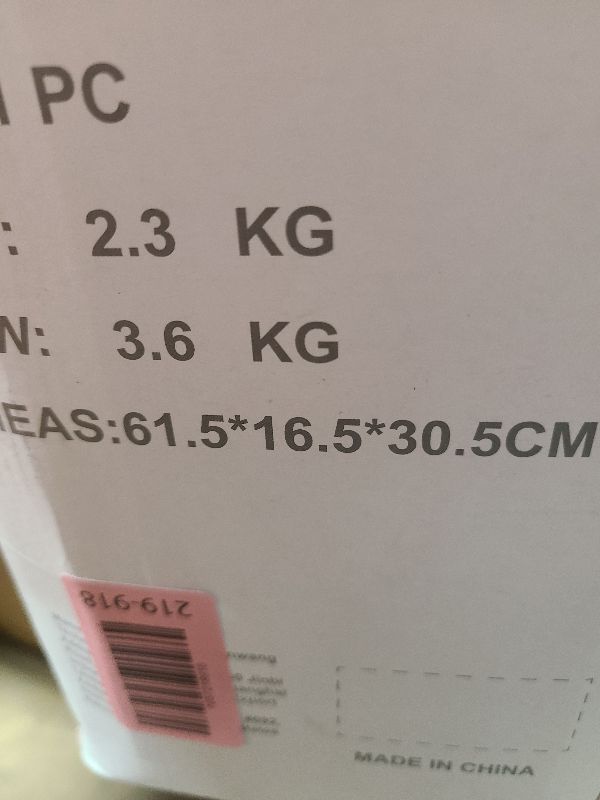 PC
: 2.3 KG
N: 3.6 KG
EAS:61.5*16.5*30.5CM
219-918
MADE IN CHINA